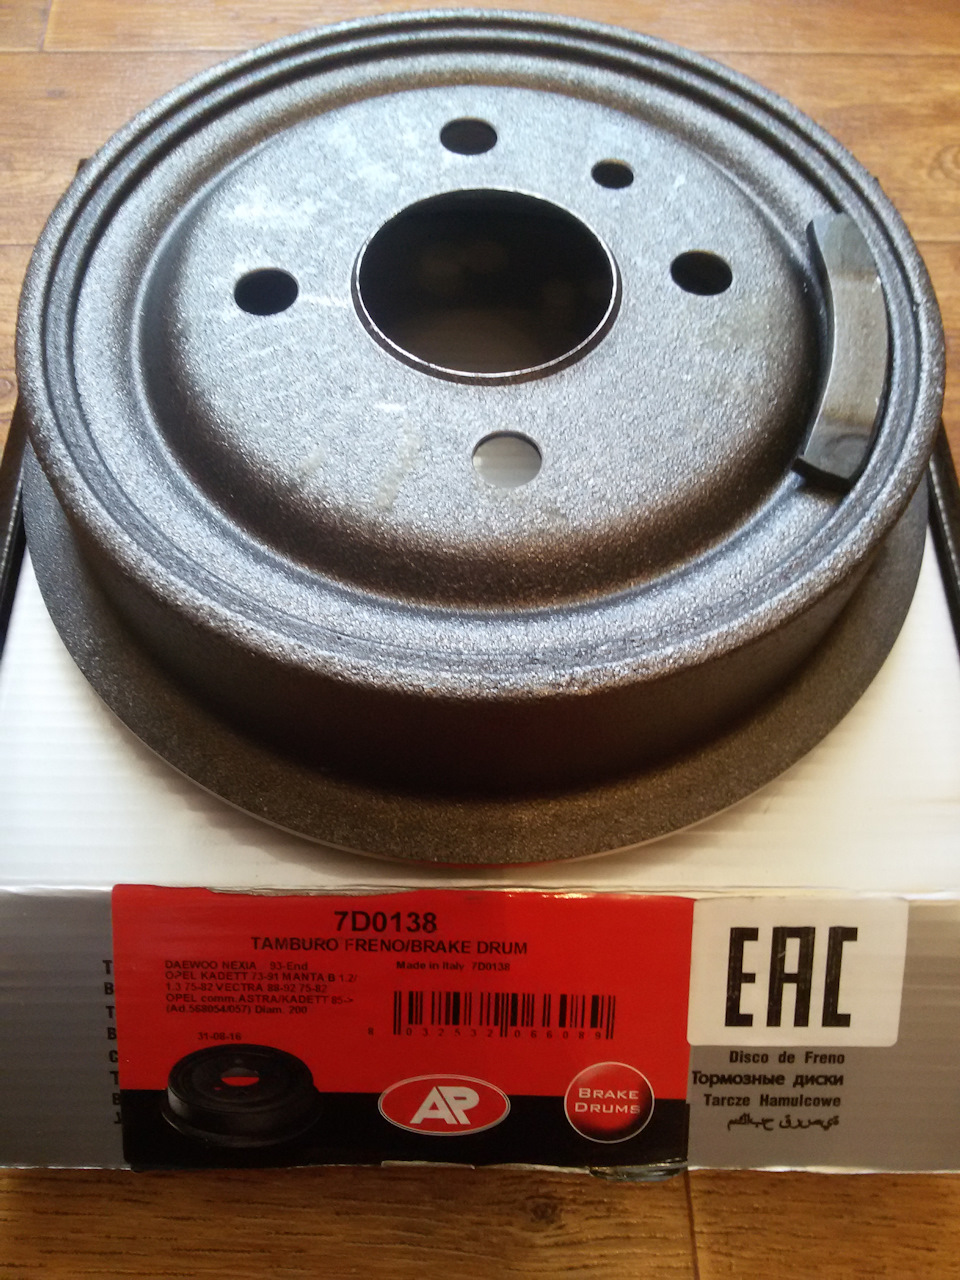 7D0138
TAMBURO FRENO/BRAKE DRUM
DAEWOO NEXIA 93-End
OPEL KADETT 73-91 MANTA B 1.2/
1.3 75-82 VECTRA 88-92 75-82
OPEL comm.ASTRA/KADETT 85->
(Ad.568054/057) Diam. 200
Made in Italy 7D0138
8 032532 066089
31-08-16
AP
BRAKE
DRUMS
EAC
Disco de Freno
Тормозные диски
Tarcze Hamulcowe